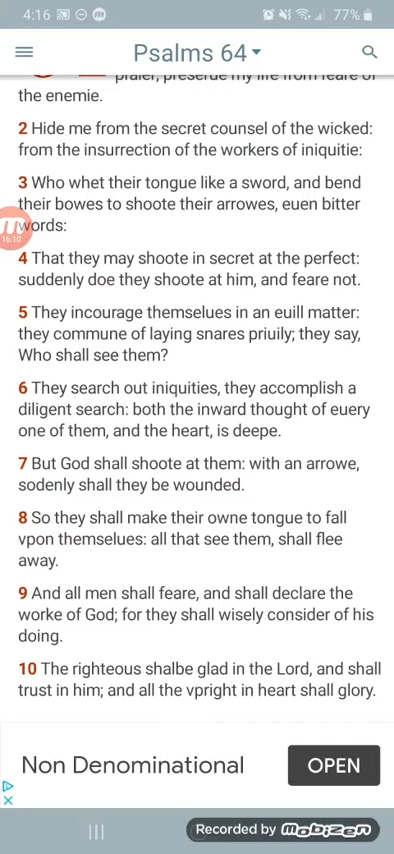 4:16
77%
Psalms 64
praier, preserue my life from feare of
the enemie.
2 Hide me from the secret counsel of the wicked:
from the insurrection of the workers of iniquitie:
3 Who whet their tongue like a sword, and bend
their bowes to shoote their arrowes, euen bitter
words:
16:10
4 That they may shoote in secret at the perfect:
suddenly doe they shoote at him, and feare not.
5 They incourage themselues in an euill matter:
they commune of laying snares priuily; they say,
Who shall see them?
6 They search out iniquities, they accomplish a
diligent search: both the inward thought of euery
one of them, and the heart, is deepe.
7 But God shall shoote at them: with an arrowe,
sodenly shall they be wounded.
8 So they shall make their owne tongue to fall
vpon themselues: all that see them, shall flee
away.
9 And all men shall feare, and shall declare the
worke of God; for they shall wisely consider of his
doing.
10 The righteous shalbe glad in the Lord, and shall
trust in him; and all the vpright in heart shall glory.
Non Denominational
OPEN
Recorded by mobizen